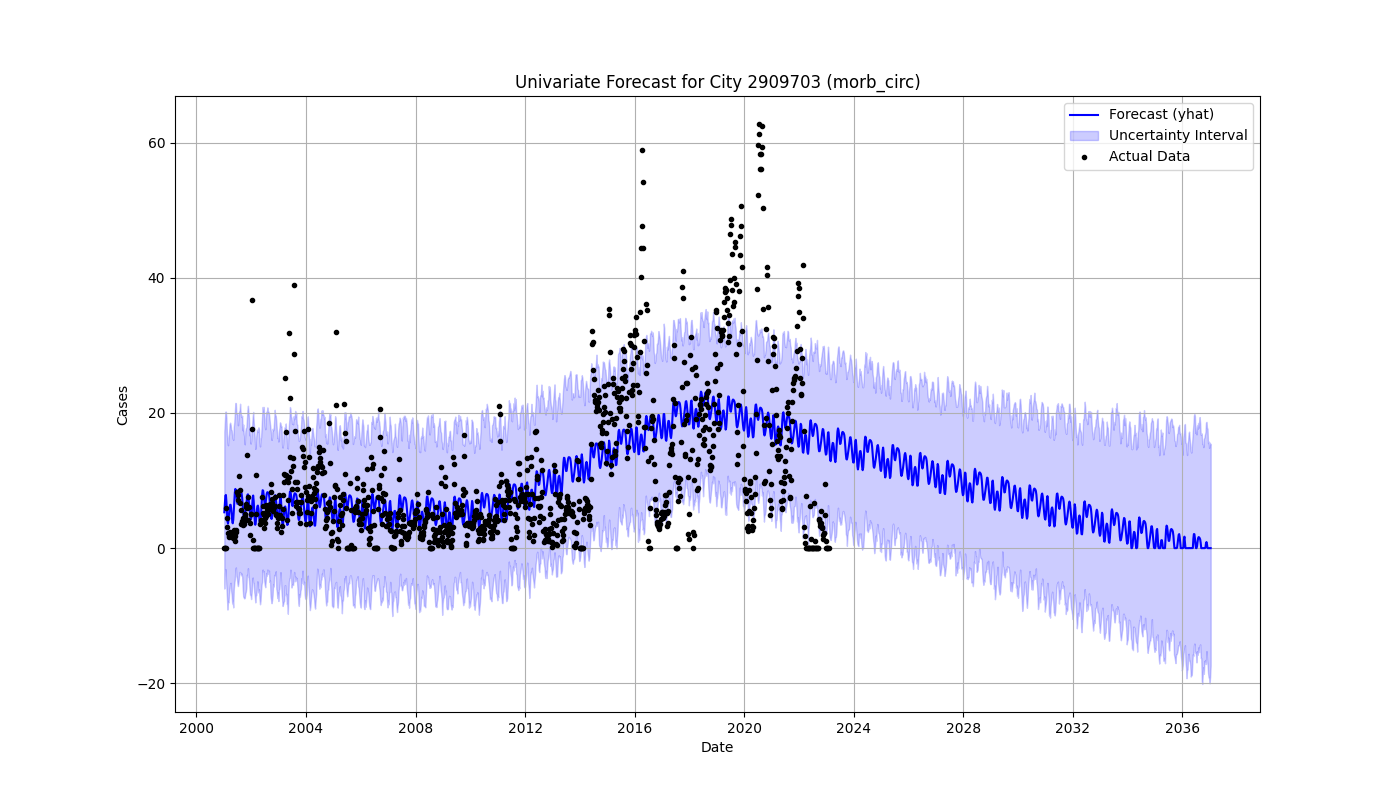 Univariate Forecast for City 2909703 (morb_circ)
Forecast (yhat)
Uncertainty Interval
Actual Data
Cases
60
40
20
0
−20
2000 2004 2008 2012 2016 2020 2024 2028 2032 2036
Date